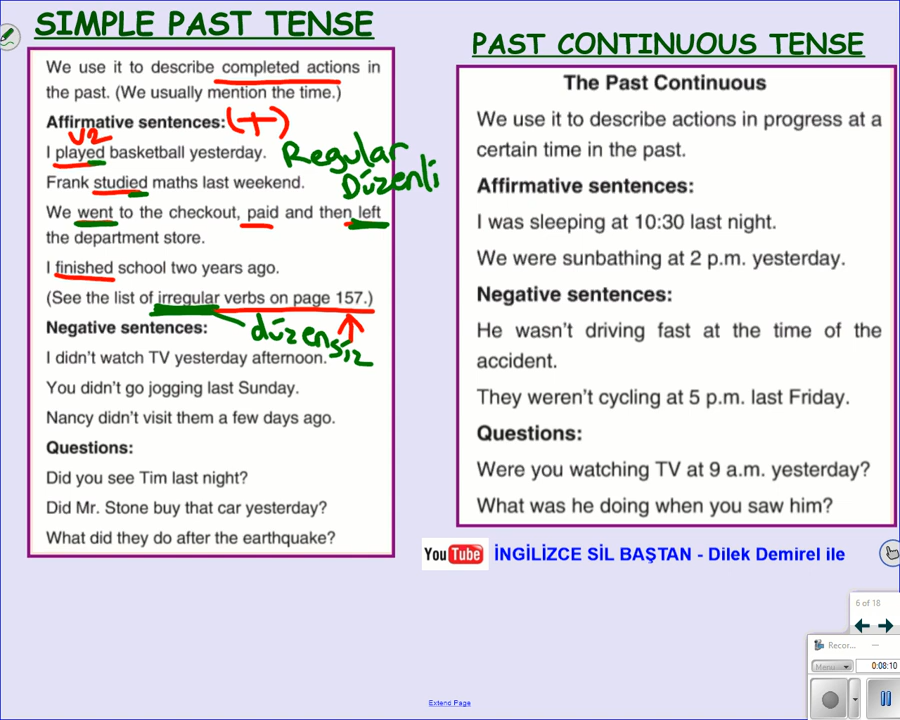 SIMPLE PAST TENSE
We use it to describe completed actions in
the past. (We usually mention the time.)
Affirmative sentences: (+)
V2
I played basketball yesterday.
Regular
Düzenli
Frank studied maths last weekend.
We went to the checkout, paid and then left
the department store.
I finished school two years ago.
(See the list of irregular verbs on page 157.)
düzensiz
Negative sentences:
I didn't watch TV yesterday afternoon.
You didn't go jogging last Sunday.
Nancy didn't visit them a few days ago.
Questions:
Did you see Tim last night?
Did Mr. Stone buy that car yesterday?
What did they do after the earthquake?
PAST CONTINUOUS TENSE
The Past Continuous
We use it to describe actions in progress at a
certain time in the past.
Affirmative sentences:
I was sleeping at 10:30 last night.
We were sunbathing at 2 p.m. yesterday.
Negative sentences:
He wasn't driving fast at the time of the
accident.
They weren't cycling at 5 p.m. last Friday.
Questions:
Were you watching TV at 9 a.m. yesterday?
What was he doing when you saw him?
YouTube İNGİLİZCE SİL BAŞTAN - Dilek Demirel ile
6 of 18
Recor...
Menu
0:08:10
Extend Page